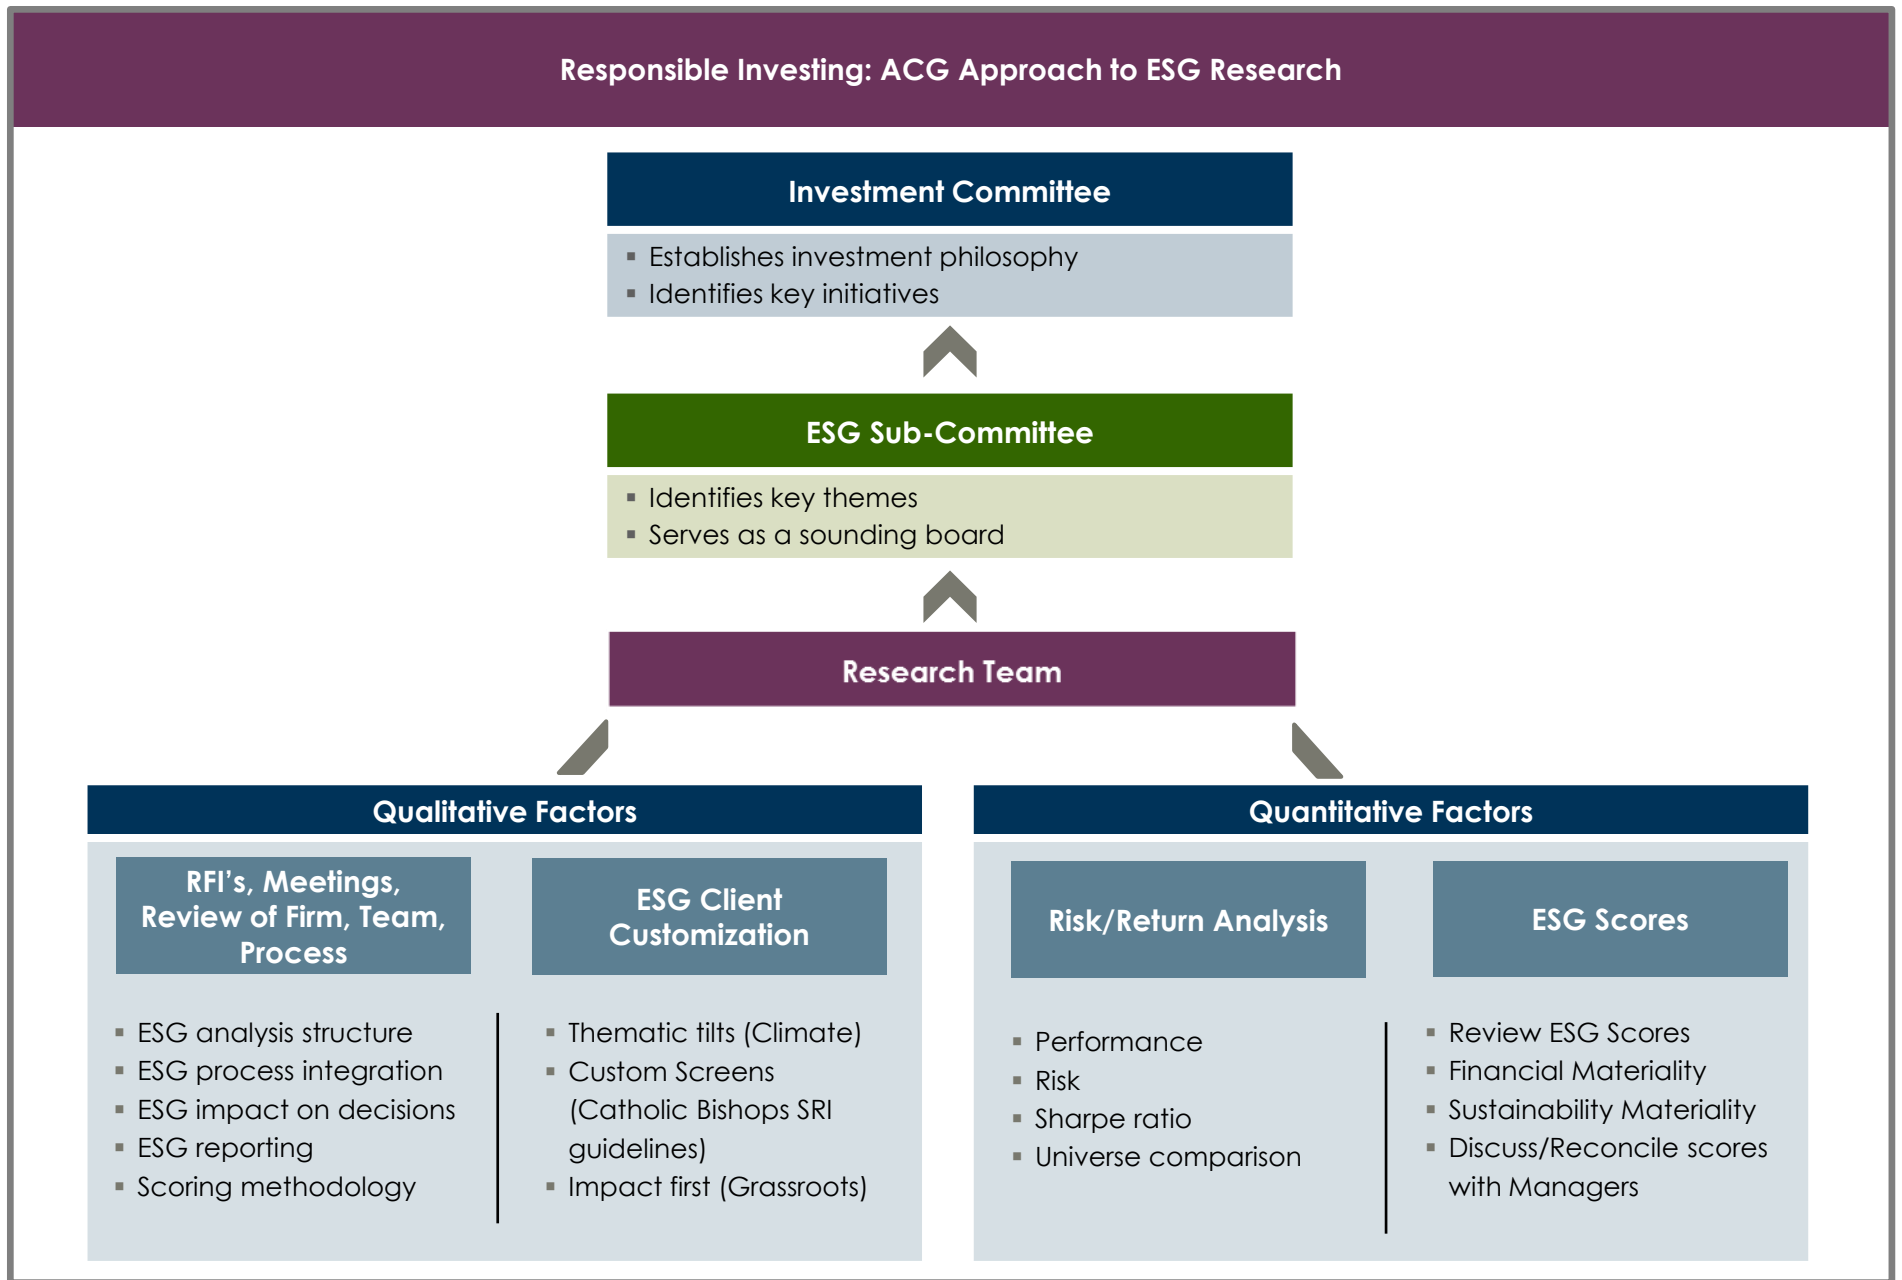 Responsible Investing: ACG Approach to ESG Research
Investment Committee
▪ Establishes investment philosophy
▪ Identifies key initiatives
ESG Sub-Committee
▪ Identifies key themes
▪ Serves as a sounding board
Research Team
Qualitative Factors
RFI’s, Meetings,
Review of Firm, Team,
Process
▪ ESG analysis structure
▪ ESG process integration
▪ ESG impact on decisions
▪ ESG reporting
▪ Scoring methodology
ESG Client
Customization
▪ Thematic tilts (Climate)
▪ Custom Screens
(Catholic Bishops SRI
guidelines)
▪ Impact first (Grassroots)
Quantitative Factors
Risk/Return Analysis
▪ Performance
▪ Risk
▪ Sharpe ratio
▪ Universe comparison
ESG Scores
▪ Review ESG Scores
▪ Financial Materiality
▪ Sustainability Materiality
▪ Discuss/Reconcile scores
with Managers